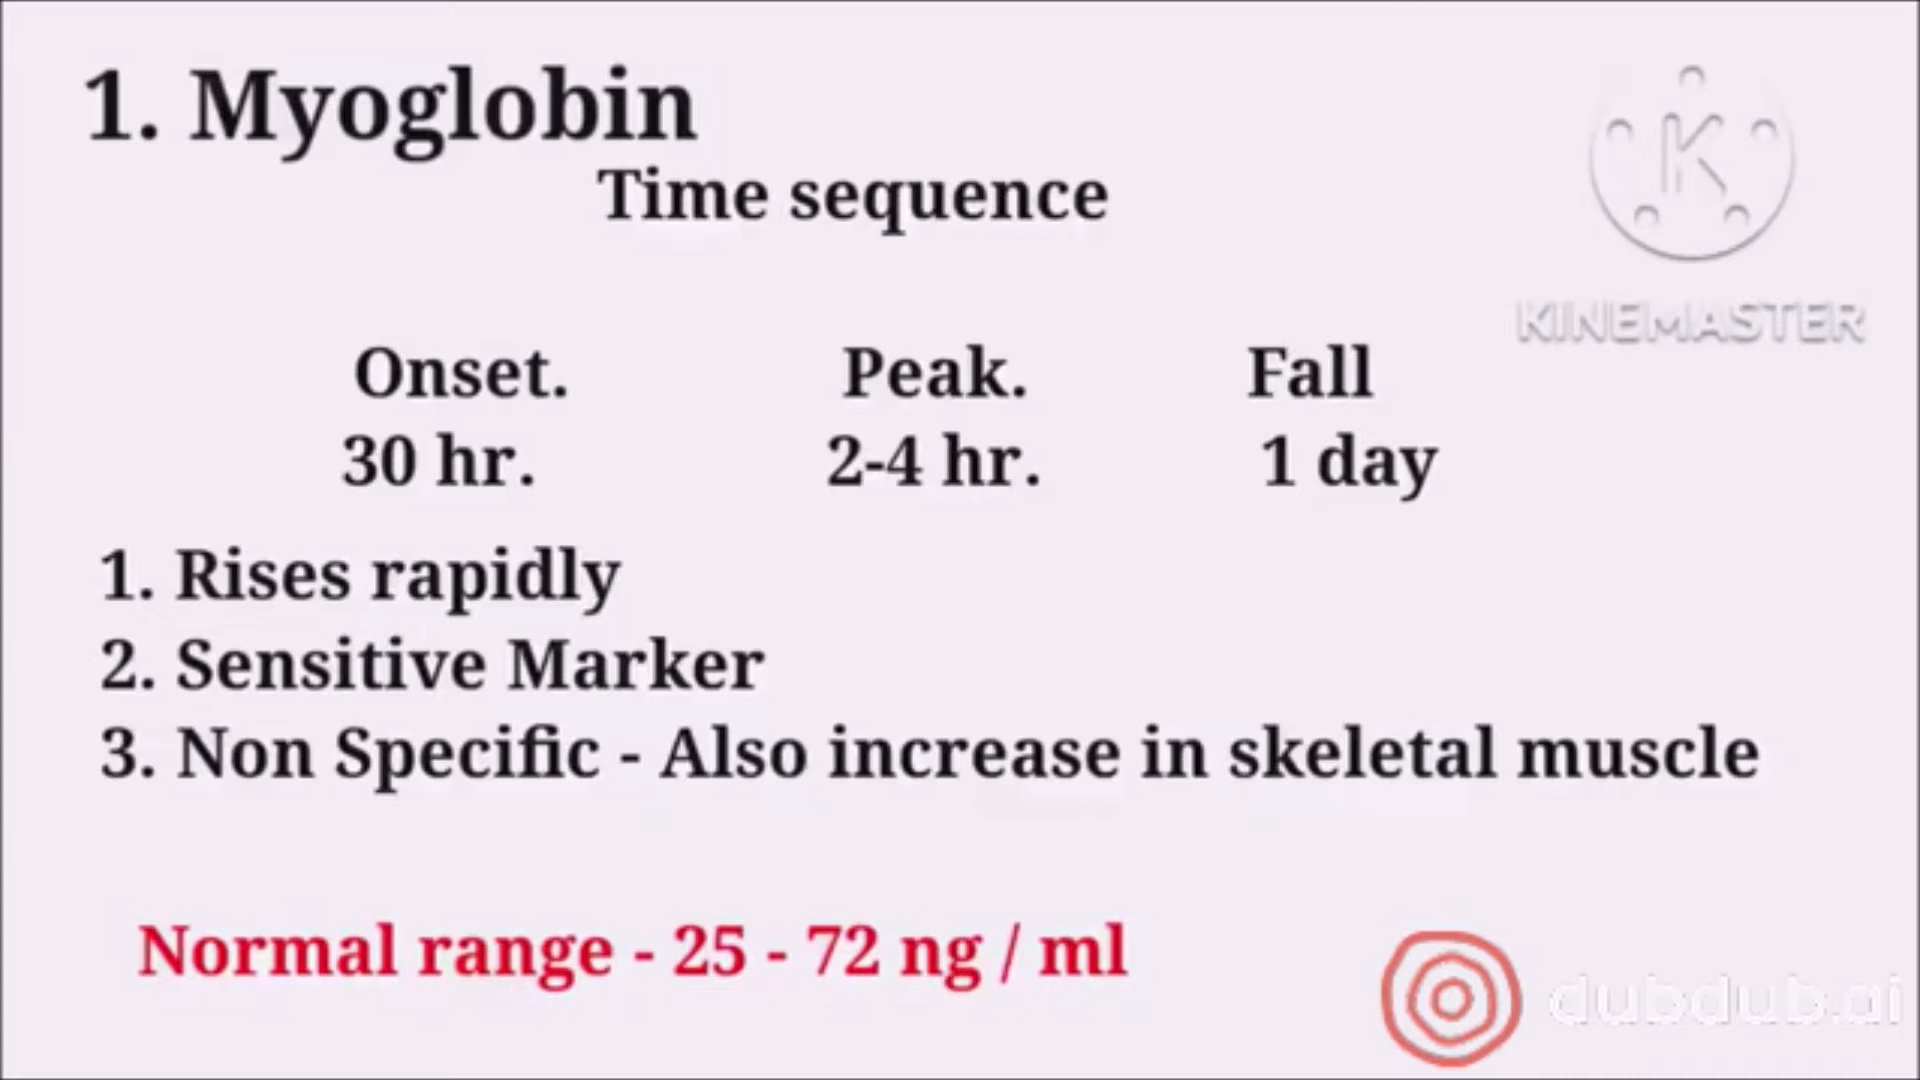 1. Myoglobin
Time sequence
KINEMASTER
Onset. Peak. Fall
30 hr. 2-4 hr. 1 day
1. Rises rapidly
2. Sensitive Marker
3. Non Specific - Also increase in skeletal muscle
Normal range - 25 - 72 ng / ml
dubdub.ai